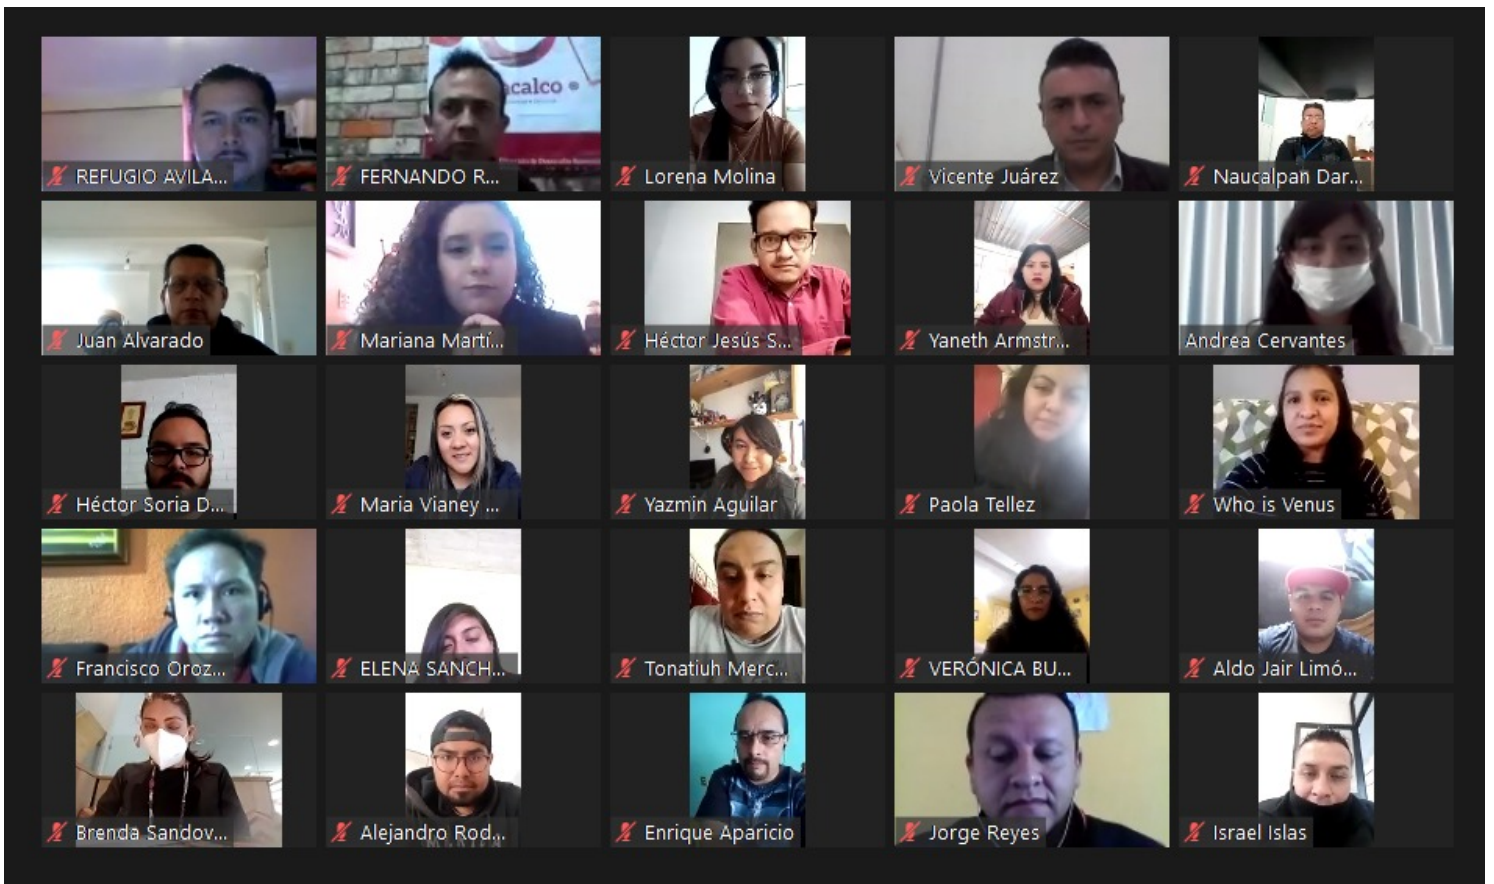 acalco
REFUGIO AVILA...
FERNANDO R...
Lorena Molina
Vicente Juárez
Naucalpan Dar...
Juan Alvarado
Mariana Martí...
Héctor Jesús S...
Yaneth Armstr...
Andrea Cervantes
Héctor Soria D...
Maria Vianey ...
Yazmin Aguilar
Paola Tellez
Who is Venus
Francisco Oroz...
ELENA SANCH...
Tonatiuh Merc...
VERÓNICA BU...
Aldo Jair Limó...
Brenda Sandov...
Alejandro Rod...
Enrique Aparicio
Jorge Reyes
Israel Islas